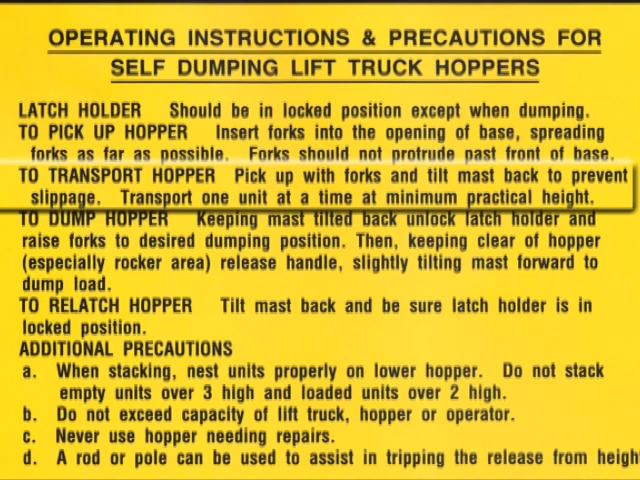 OPERATING INSTRUCTIONS & PRECAUTIONS FOR
SELF DUMPING LIFT TRUCK HOPPERS
LATCH HOLDER Should be in locked position except when dumping.
TO PICK UP HOPPER Insert forks into the opening of base, spreading
forks as far as possible. Forks should not protrude past front of base.
TO TRANSPORT HOPPER Pick up with forks and tilt mast back to prevent
slippage. Transport one unit at a time at minimum practical height.
TO DUMP HOPPER Keeping mast tilted back unlock latch holder and
raise forks to desired dumping position. Then, keeping clear of hopper
(especially rocker area) release handle, slightly tilting mast forward to
dump load.
TO RELATCH HOPPER Tilt mast back and be sure latch holder is in
locked position.
ADDITIONAL PRECAUTIONS
a. When stacking, nest units properly on lower hopper. Do not stack
empty units over 3 high and loaded units over 2 high.
b. Do not exceed capacity of lift truck, hopper or operator.
c. Never use hopper needing repairs.
d. A rod or pole can be used to assist in tripping the release from height